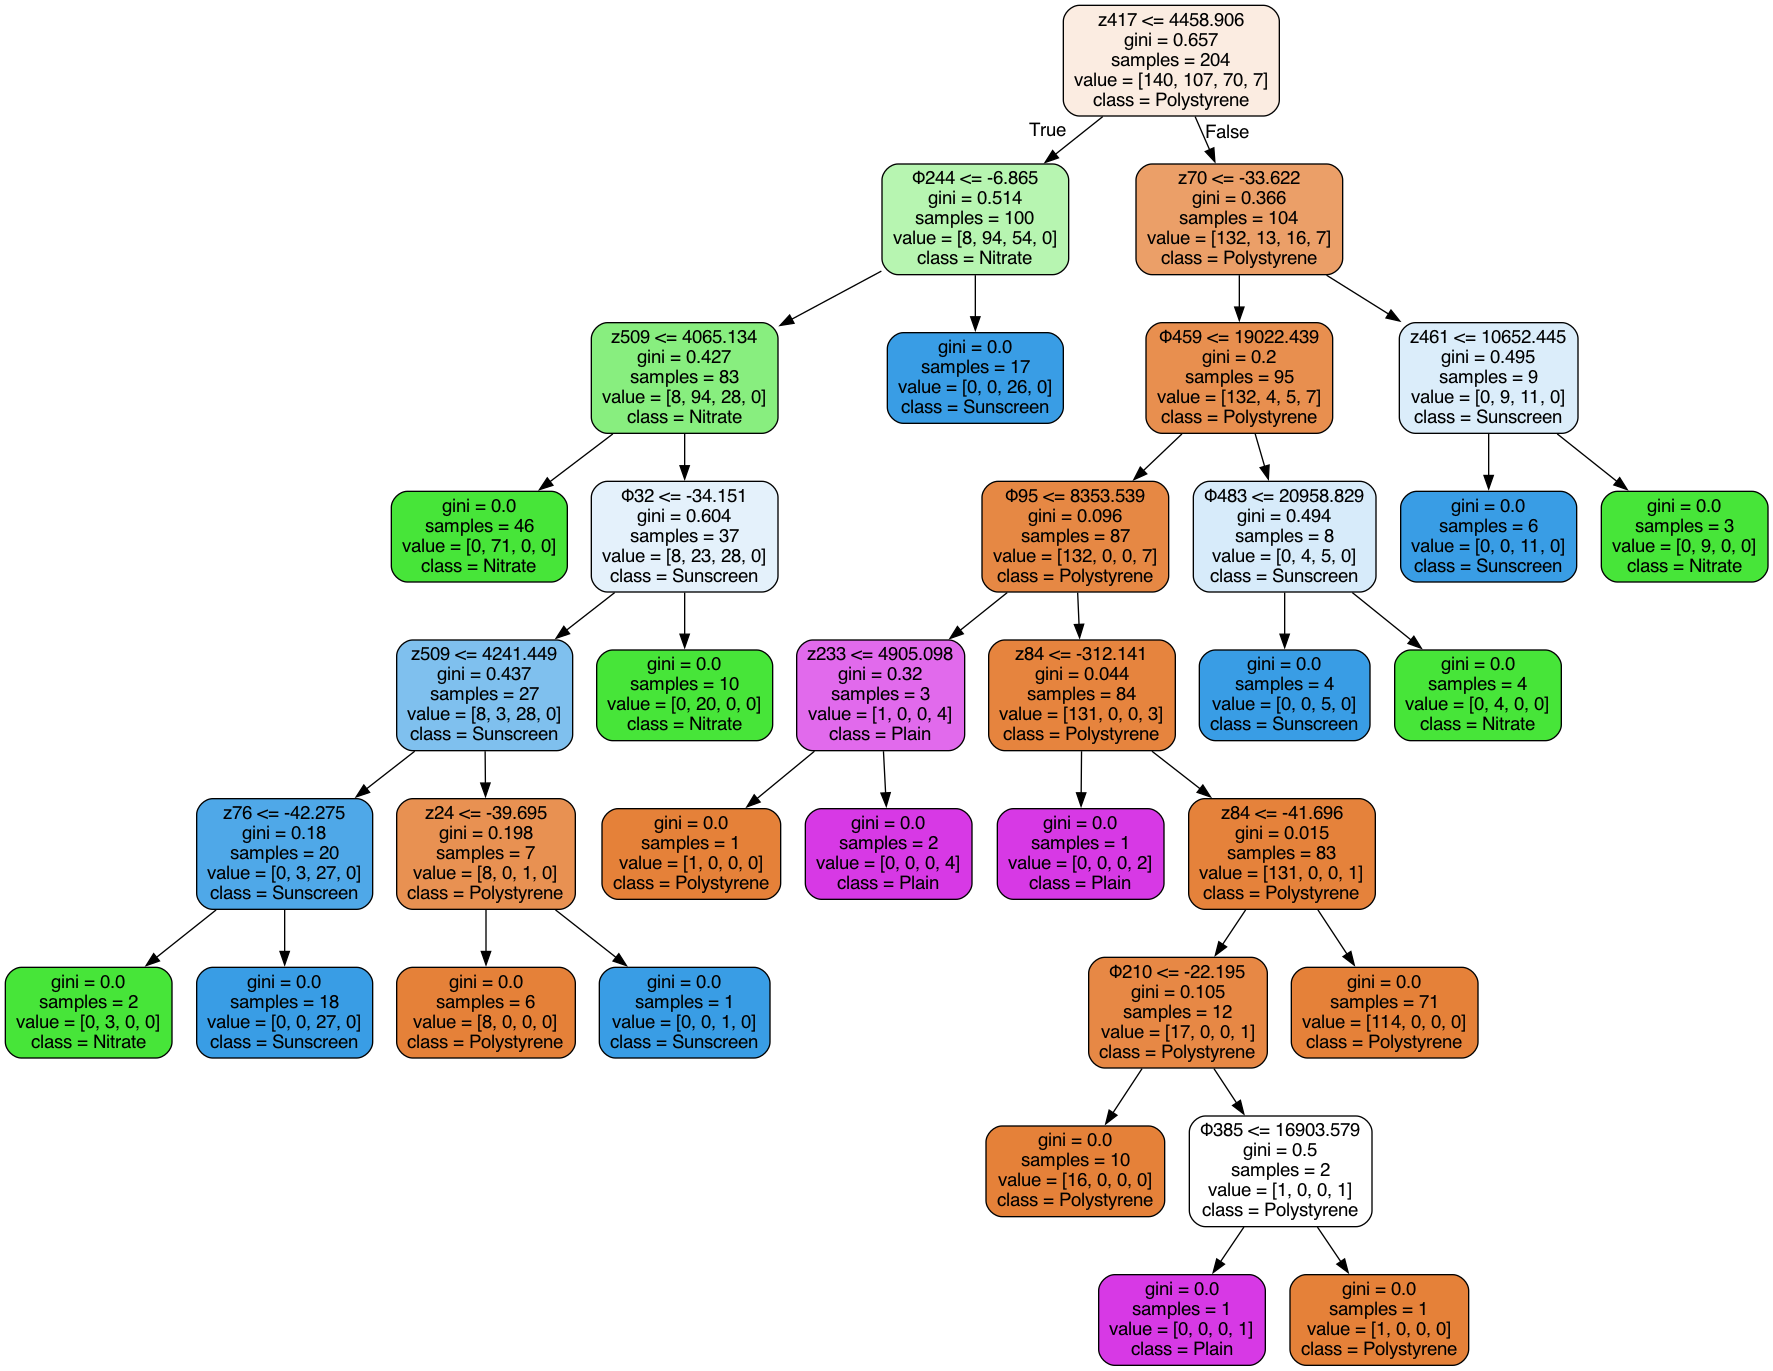 z417 <= 4458.906
gini = 0.657
samples = 204
value = [140, 107, 70, 7]
class = Polystyrene
True
False
Φ244 <= -6.865
gini = 0.514
samples = 100
value = [8, 94, 54, 0]
class = Nitrate
z70 <= -33.622
gini = 0.366
samples = 104
value = [132, 13, 16, 7]
class = Polystyrene
z509 <= 4065.134
gini = 0.427
samples = 83
value = [8, 94, 28, 0]
class = Nitrate
gini = 0.0
samples = 17
value = [0, 0, 26, 0]
class = Sunscreen
Φ459 <= 19022.439
gini = 0.2
samples = 95
value = [132, 4, 5, 7]
class = Polystyrene
z461 <= 10652.445
gini = 0.495
samples = 9
value = [0, 9, 11, 0]
class = Sunscreen
gini = 0.0
samples = 46
value = [0, 71, 0, 0]
class = Nitrate
Φ32 <= -34.151
gini = 0.604
samples = 37
value = [8, 23, 28, 0]
class = Sunscreen
Φ95 <= 8353.539
gini = 0.096
samples = 87
value = [132, 0, 0, 7]
class = Polystyrene
Φ483 <= 20958.829
gini = 0.494
samples = 8
value = [0, 4, 5, 0]
class = Sunscreen
gini = 0.0
samples = 6
value = [0, 0, 11, 0]
class = Sunscreen
gini = 0.0
samples = 3
value = [0, 9, 0, 0]
class = Nitrate
z509 <= 4241.449
gini = 0.437
samples = 27
value = [8, 3, 28, 0]
class = Sunscreen
gini = 0.0
samples = 10
value = [0, 20, 0, 0]
class = Nitrate
z233 <= 4905.098
gini = 0.32
samples = 3
value = [1, 0, 0, 4]
class = Plain
z84 <= -312.141
gini = 0.044
samples = 84
value = [131, 0, 0, 3]
class = Polystyrene
gini = 0.0
samples = 4
value = [0, 0, 5, 0]
class = Sunscreen
gini = 0.0
samples = 4
value = [0, 4, 0, 0]
class = Nitrate
z76 <= -42.275
gini = 0.18
samples = 20
value = [0, 3, 27, 0]
class = Sunscreen
z24 <= -39.695
gini = 0.198
samples = 7
value = [8, 0, 1, 0]
class = Polystyrene
gini = 0.0
samples = 1
value = [1, 0, 0, 0]
class = Polystyrene
gini = 0.0
samples = 2
value = [0, 0, 0, 4]
class = Plain
gini = 0.0
samples = 1
value = [0, 0, 0, 2]
class = Plain
z84 <= -41.696
gini = 0.015
samples = 83
value = [131, 0, 0, 1]
class = Polystyrene
gini = 0.0
samples = 2
value = [0, 3, 0, 0]
class = Nitrate
gini = 0.0
samples = 18
value = [0, 0, 27, 0]
class = Sunscreen
gini = 0.0
samples = 6
value = [8, 0, 0, 0]
class = Polystyrene
gini = 0.0
samples = 1
value = [0, 0, 1, 0]
class = Sunscreen
Φ210 <= -22.195
gini = 0.105
samples = 12
value = [17, 0, 0, 1]
class = Polystyrene
gini = 0.0
samples = 71
value = [114, 0, 0, 0]
class = Polystyrene
gini = 0.0
samples = 10
value = [16, 0, 0, 0]
class = Polystyrene
Φ385 <= 16903.579
gini = 0.5
samples = 2
value = [1, 0, 0, 1]
class = Polystyrene
gini = 0.0
samples = 1
value = [0, 0, 0, 1]
class = Plain
gini = 0.0
samples = 1
value = [1, 0, 0, 0]
class = Polystyrene